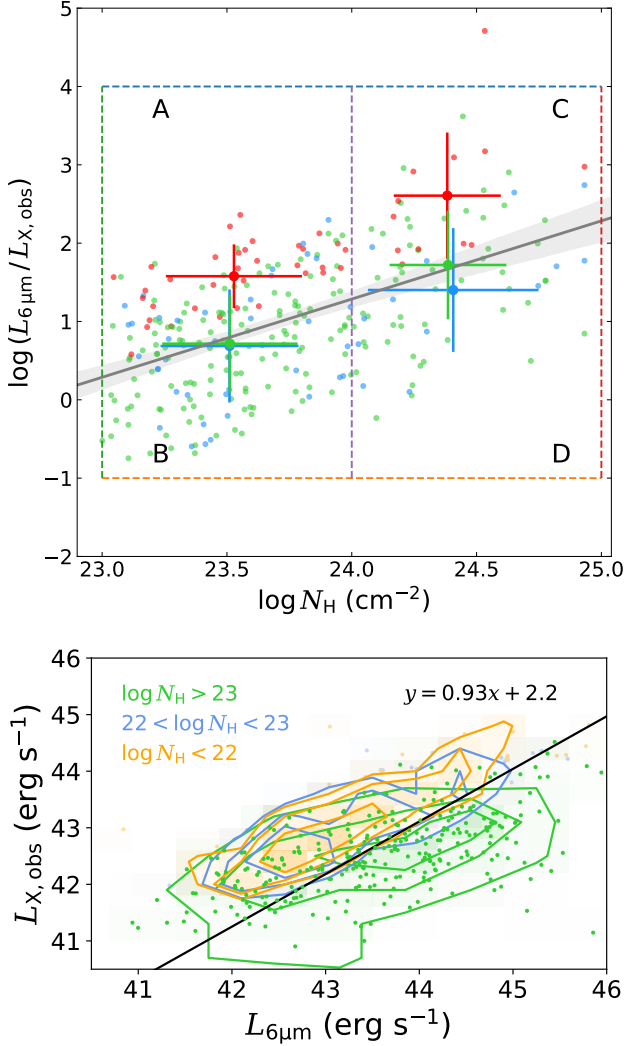 5
4
3
2
1
0
−1
−2
log (L6μm/LX, obs)
A
C
B
D
23.0 23.5 24.0 24.5 25.0
log NH (cm−2)
46
45
44
43
42
41
LX, obs (erg s−1)
log NH > 23
22 < log NH < 23
log NH < 22
y = 0.93x + 2.2
41 42 43 44 45 46
L6μm (erg s−1)